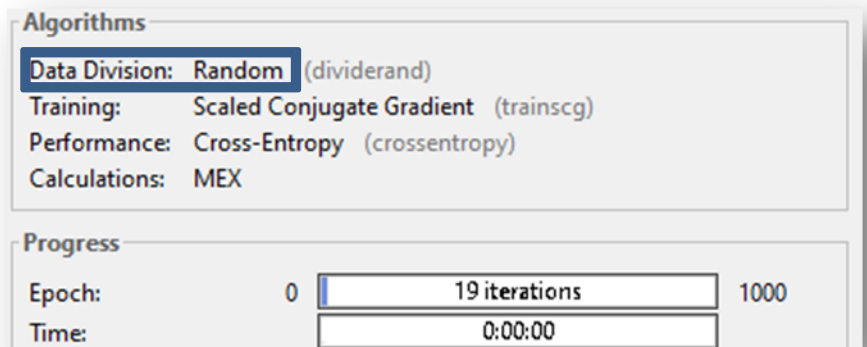 Algorithms
Data Division: Random (dividerand)
Training: Scaled Conjugate Gradient (trainscg)
Performance: Cross-Entropy (crossentropy)
Calculations: MEX
Progress
Epoch: 0 19 iterations 1000
Time: 0:00:00